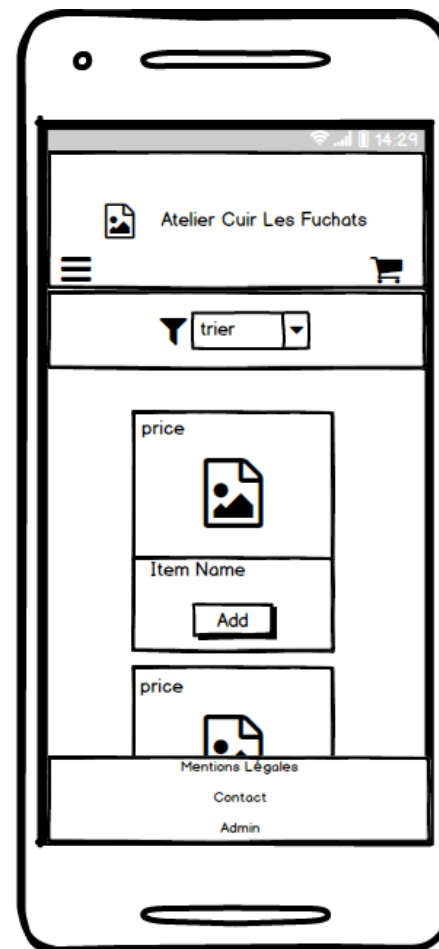 14:29
Atelier Cuir Les Fuchats
trier
price
Item Name
Add
price
Mentions Légales
Contact
Admin